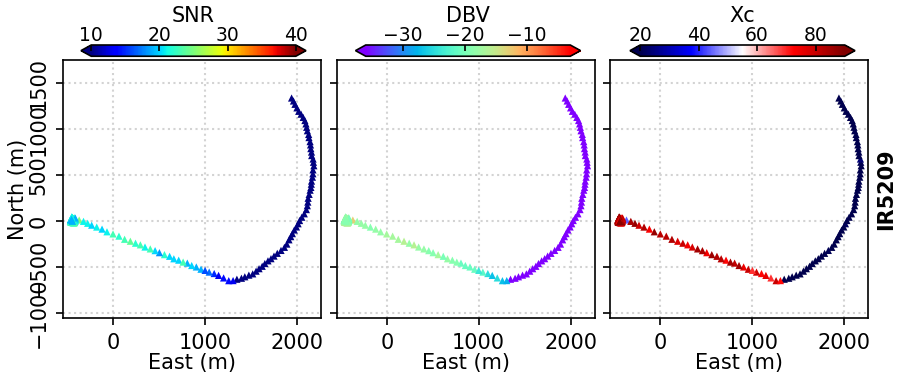 SNR DBV Xc
10 20 30 40 −30 −20 −10 20 40 60 80
North (m)
1500
1000
500
0
−500
−1000
IR5209
0 1000 2000 0 1000 2000 0 1000 2000
East (m) East (m) East (m)